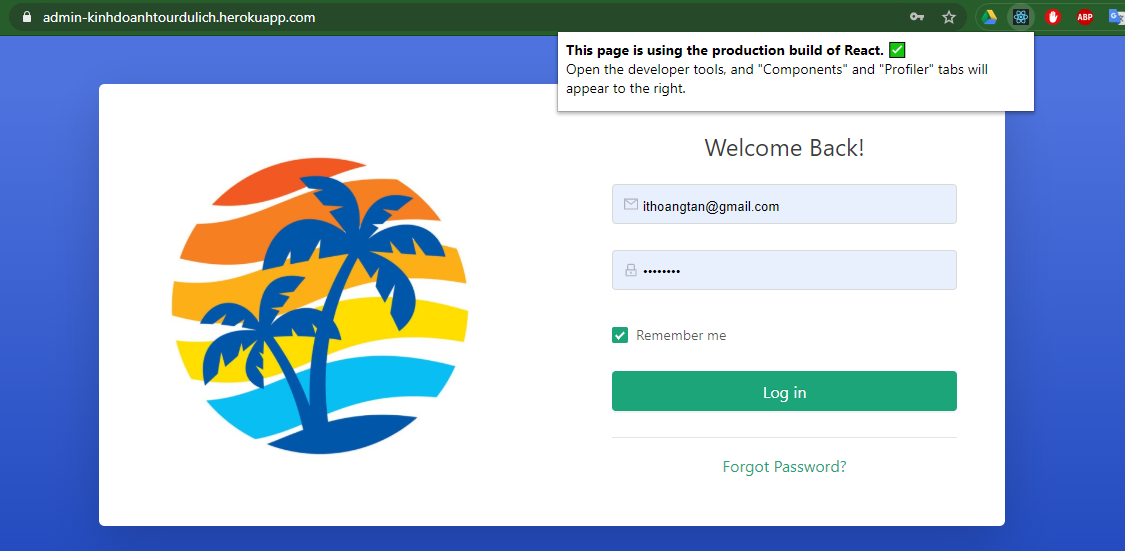 admin-kinhdoanhtourdulich.herokuapp.com
ABP
G
This page is using the production build of React. ✅
Open the developer tools, and "Components" and "Profiler" tabs will
appear to the right.
Welcome Back!
ithoangtan@gmail.com
••••••••
Remember me
Log in
Forgot Password?